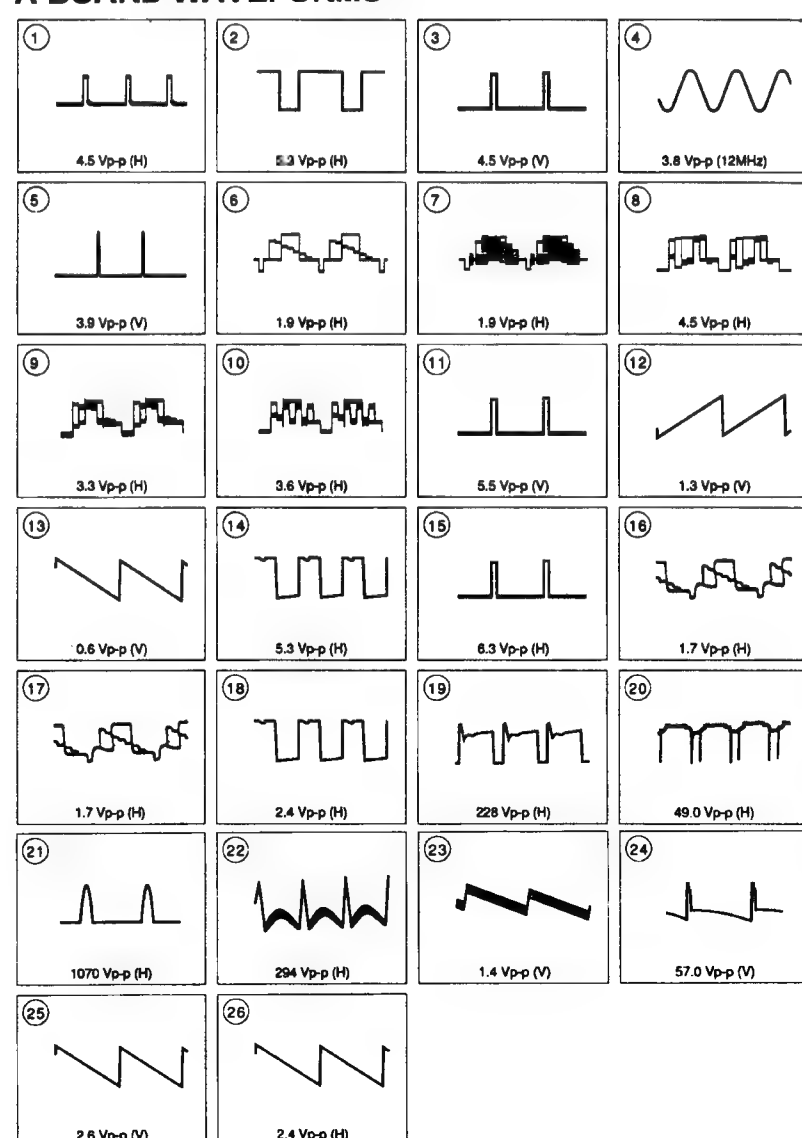 A BOARD WAVEFORMS
1
4.5 Vp-p (H)
2
Vp-p (H)
3
4.5 Vp-p (V)
4
3.8 Vp-p (12MHz)
5
3.9 Vp-p (V)
6
1.9 Vp-p (H)
7
1.9 Vp-p (H)
8
4.5 Vp-p (H)
9
3.3 Vp-p (H)
10
3.6 Vp-p (H)
11
5.5 Vp-p (V)
12
1.3 Vp-p (V)
13
0.6 Vp-p (V)
14
5.3 Vp-p (H)
15
6.3 Vp-p (H)
16
1.7 Vp-p (H)
17
1.7 Vp-p (H)
18
2.4 Vp-p (H)
19
228 Vp-p (H)
20
49.0 Vp-p (H)
21
1070 Vp-p (H)
22
294 Vp-p (H)
23
1.4 Vp-p (V)
24
57.0 Vp-p (V)
25
2.6 Vp-p (V)
26
2.4 Vp-p (H)